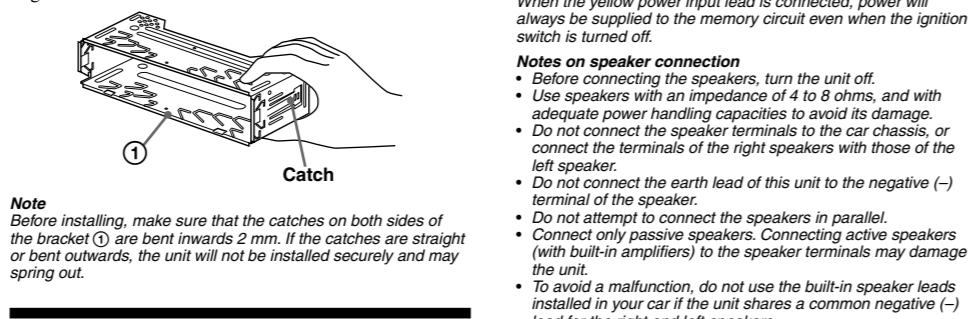 ①
Catch
Note
Before installing, make sure that the catches on both sides of
the bracket ① are bent inwards 2 mm. If the catches are straight
or bent outwards, the unit will not be installed securely and may
spring out.
When the yellow power input lead is connected, power will
always be supplied to the memory circuit even when the ignition
switch is turned off.
Notes on speaker connection
• Before connecting the speakers, turn the unit off.
• Use speakers with an impedance of 4 to 8 ohms, and with
adequate power handling capacities to avoid its damage.
• Do not connect the speaker terminals to the car chassis, or
connect the terminals of the right speakers with those of the
left speaker.
• Do not connect the earth lead of this unit to the negative (–)
terminal of the speaker.
• Do not attempt to connect the speakers in parallel.
• Connect only passive speakers. Connecting active speakers
(with built-in amplifiers) to the speaker terminals may damage
the unit.
• To avoid a malfunction, do not use the built-in speaker leads
installed in your car if the unit shares a common negative (–)
lead for the right and left speakers.